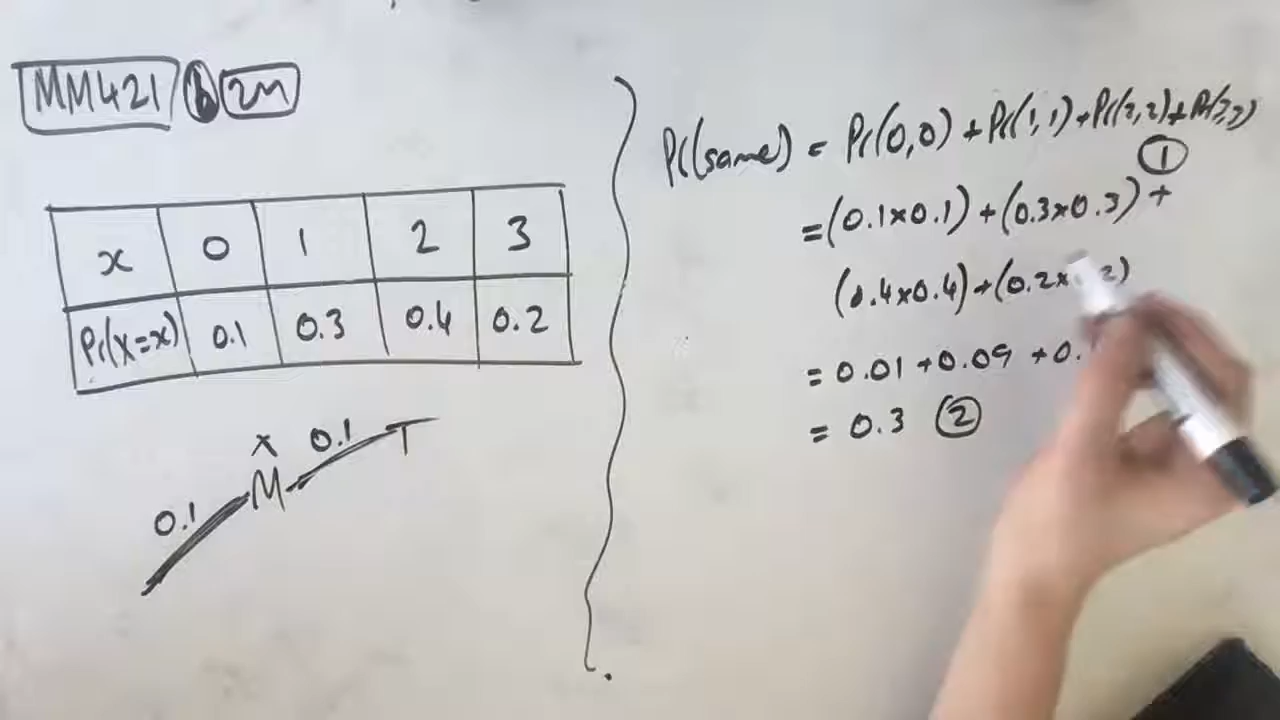 MM421 b 2M
x 0 1 2 3
Pr(X=x) 0.1 0.3 0.4 0.2
0.1 M x 0.1 T
Pr(same) = Pr(0,0) + Pr(1,1) + Pr(2,2) + Pr(3,3)
1
= (0.1×0.1) + (0.3×0.3) +
(0.4×0.4) + (0.2×
= 0.01 + 0.09 + 0.
= 0.3 2